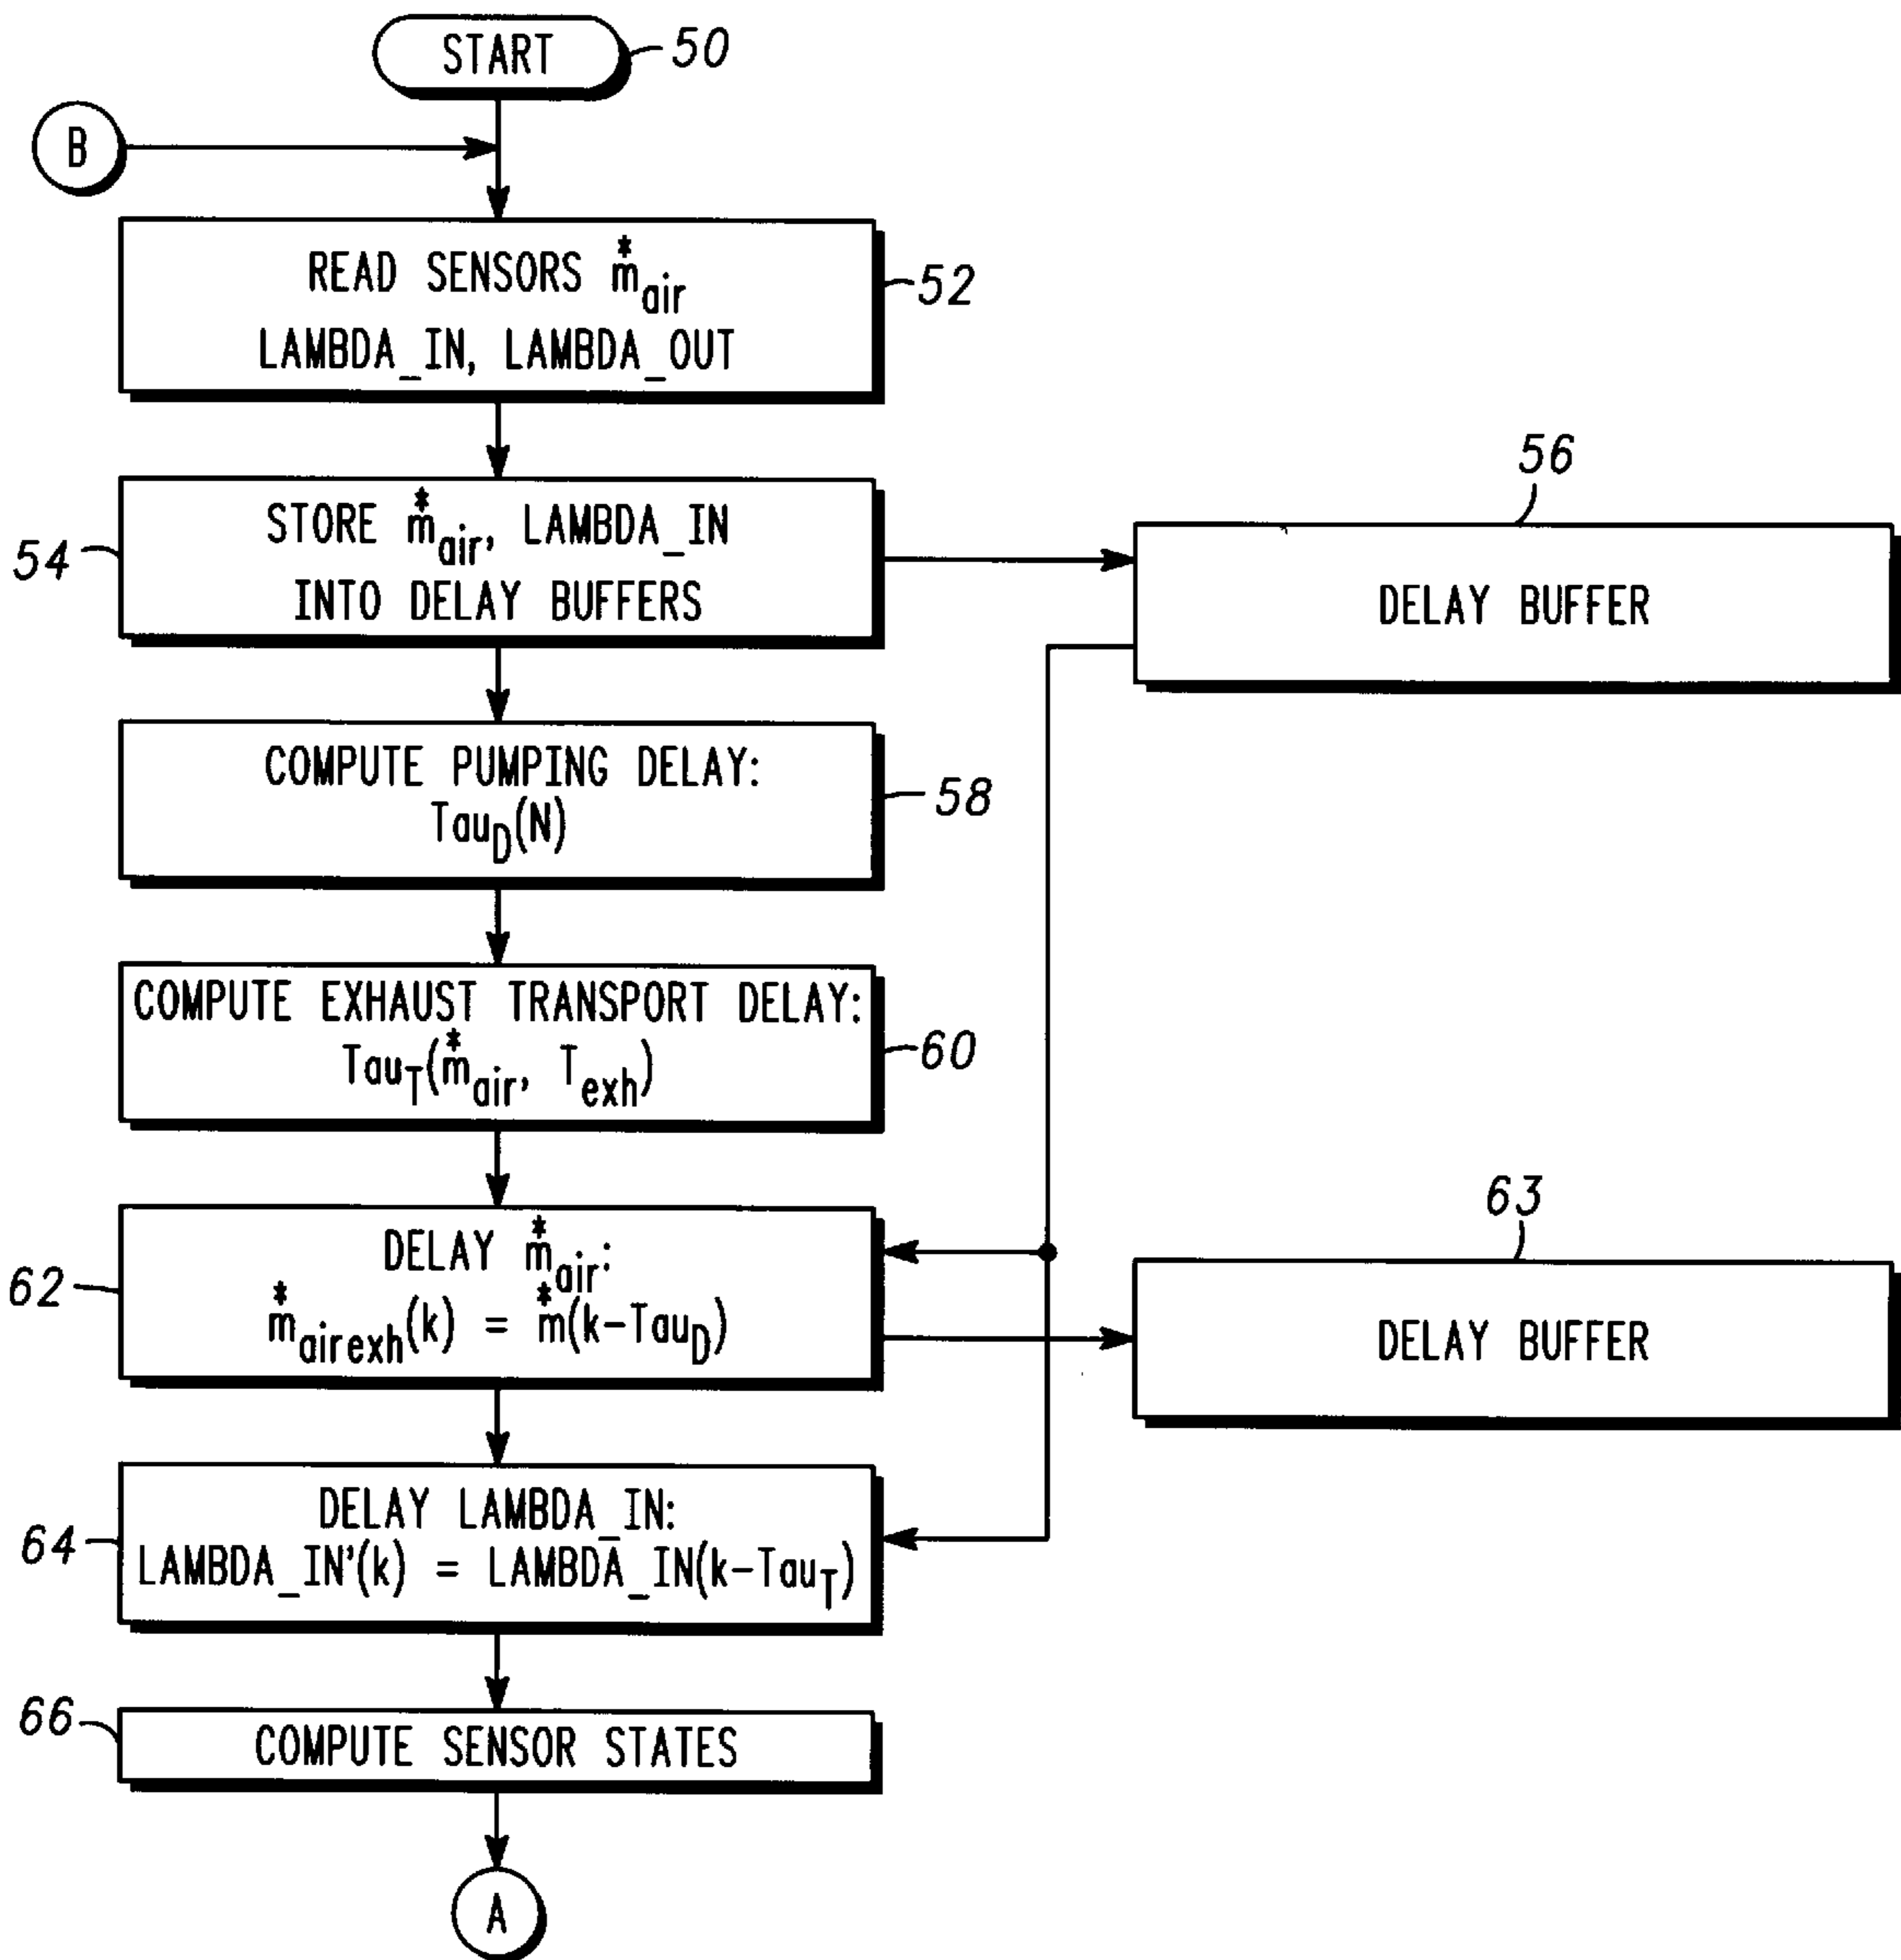 START
50
B
READ SENSORS m*air
LAMBDA_IN, LAMBDA_OUT
52
STORE m*air, LAMBDA_IN
INTO DELAY BUFFERS
54
56
DELAY BUFFER
COMPUTE PUMPING DELAY:
TauD(N)
58
COMPUTE EXHAUST TRANSPORT DELAY:
TauT(m*air, Texh)
60
DELAY m*air:
m*airexh(k) = m*(k-TauD)
62
63
DELAY BUFFER
DELAY LAMBDA_IN:
LAMBDA_IN'(k) = LAMBDA_IN(k-TauT)
64
COMPUTE SENSOR STATES
66
A